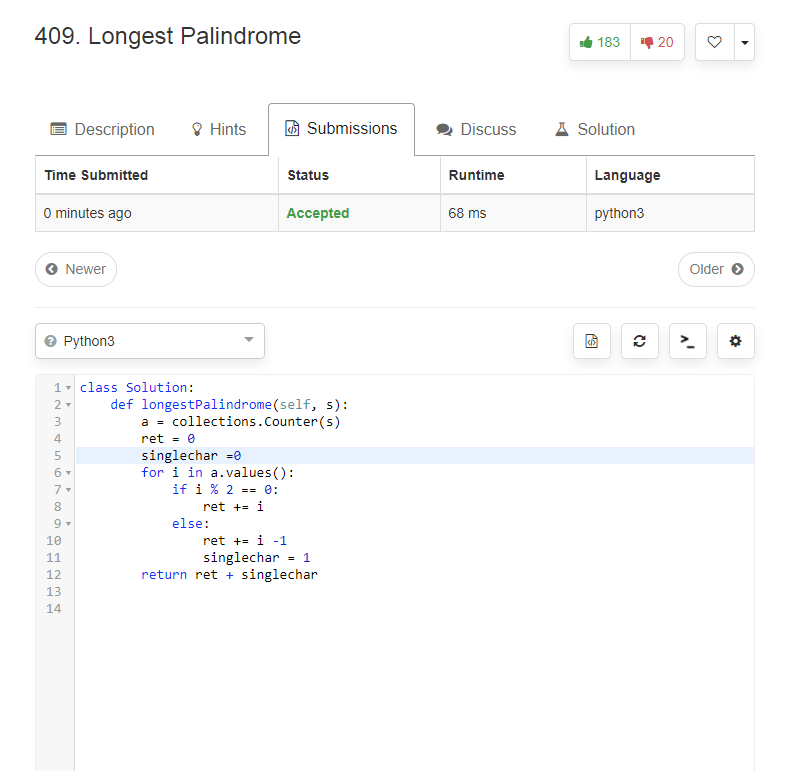 409. Longest Palindrome
183
20
Description
Hints
Submissions
Discuss
Solution
Time Submitted Status Runtime Language
0 minutes ago Accepted 68 ms python3
Newer
Older
Python3
1 class Solution:
2     def longestPalindrome(self, s):
3         a = collections.Counter(s)
4         ret = 0
5         singlechar =0
6         for i in a.values():
7             if i % 2 == 0:
8                 ret += i
9             else:
10                 ret += i -1
11                 singlechar = 1
12         return ret + singlechar
13
14